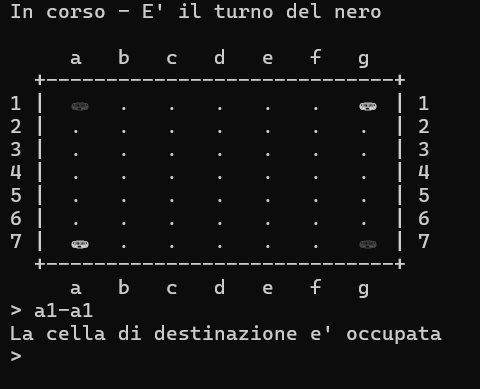 In corso - E' il turno del nero
a b c d e f g
+------------------------------+
1 | ⛂ . . . . . ⛂ | 1
2 | . . . . . . . | 2
3 | . . . . . . . | 3
4 | . . . . . . . | 4
5 | . . . . . . . | 5
6 | . . . . . . . | 6
7 | ⛂ . . . . . ⛂ | 7
+------------------------------+
a b c d e f g
> a1-a1
La cella di destinazione e' occupata
>